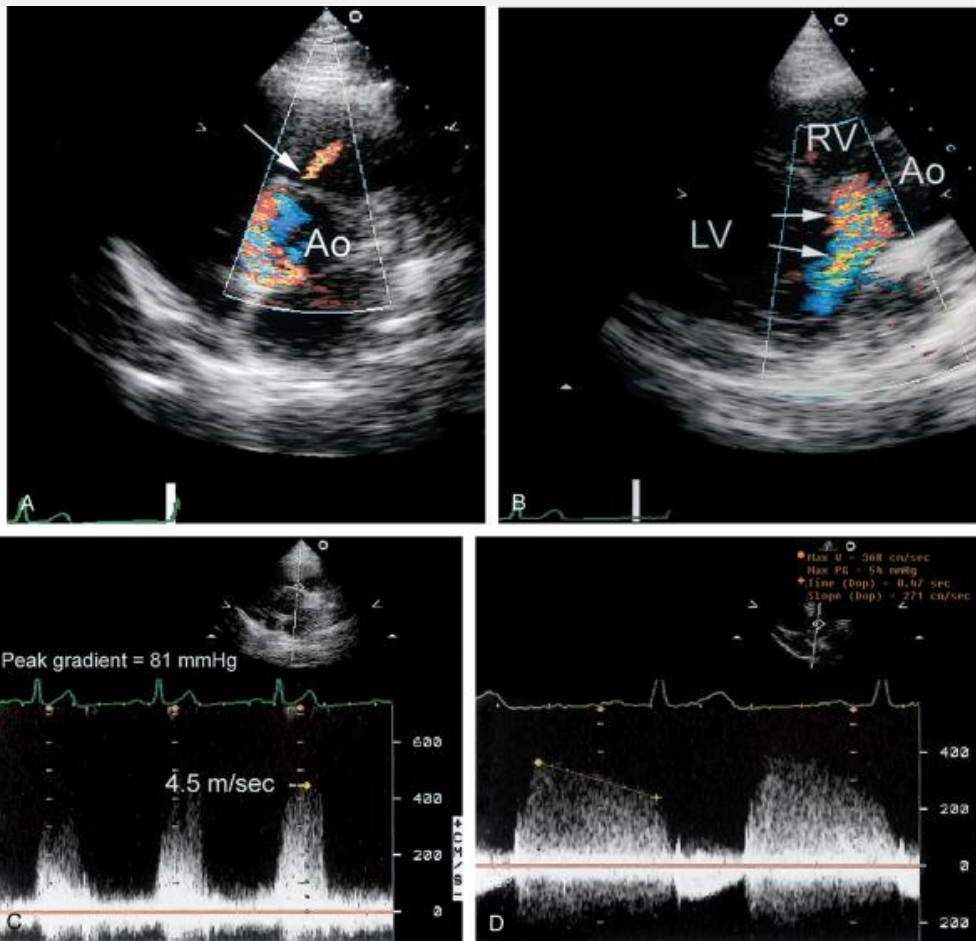 Ao
A
RV
Ao
LV
B
Peak gradient = 81 mmHg
600
4.5 m/sec
400
200
0
C
Max V = 368 cm/sec
Max PG = 54 mmHg
Time (Dop) = 0.47 sec
Slope (Dop) = 271 cm/sec
400
200
0
200
D